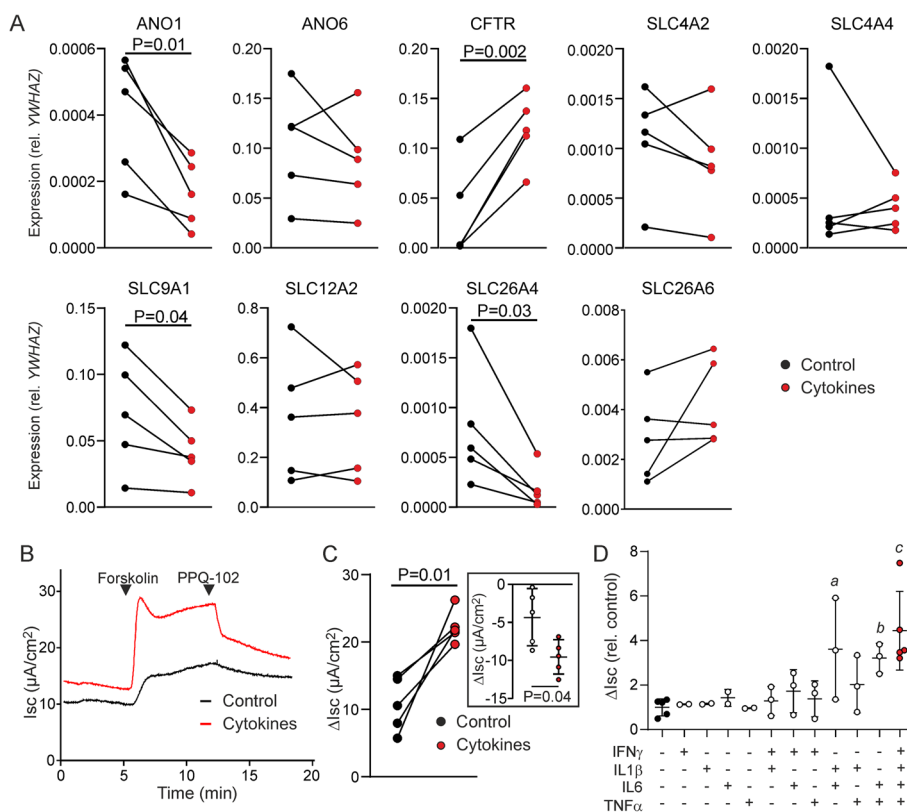 A
ANO1
ANO6
CFTR
SLC4A2
SLC4A4
Expression (rel. YWHAZ)
0.0006
0.0004
0.0002
0.0000
P=0.01
0.20
0.15
0.10
0.05
0.00
0.20
0.15
0.10
0.05
0.00
P=0.002
0.0020
0.0015
0.0010
0.0005
0.0000
0.0020
0.0015
0.0010
0.0005
0.0000
SLC9A1
SLC12A2
SLC26A4
SLC26A6
Expression (rel. YWHAZ)
0.15
0.10
0.05
0.00
P=0.04
0.8
0.6
0.4
0.2
0.0
0.0020
0.0015
0.0010
0.0005
0.0000
P=0.03
0.008
0.006
0.004
0.002
0.000
Control
Cytokines
B
Isc (µA/cm2)
40
30
20
10
0
Forskolin
PPQ-102
Control
Cytokines
0
5
10
15
20
Time (min)
C
ΔIsc (µA/cm2)
30
20
10
0
P=0.01
ΔIsc (µA/cm2)
0
-5
-10
-15
P=0.04
Control
Cytokines
D
ΔIsc (rel. control)
8
6
4
2
0
a
b
c
IFNγ - + - - - + + + - - - +
IL1β - - + - - + - - + + - +
IL6 - - - + - - + - + - + +
TNFα - - - - + - - + - + + +